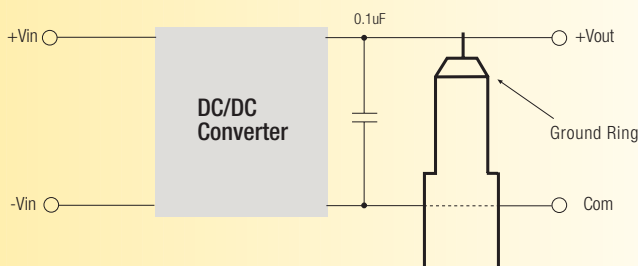 0.1uF
+Vin
+Vout
DC/DC
Converter
Ground Ring
-Vin
Com